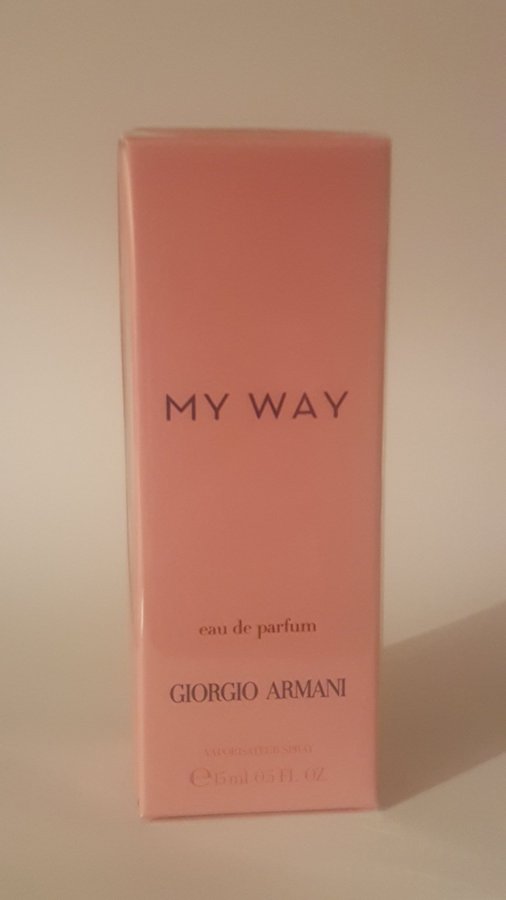 MY WAY
eau de parfum
GIORGIO ARMANI
VAPORISATEUR SPRAY
℮15 ml 0.5 FL. OZ